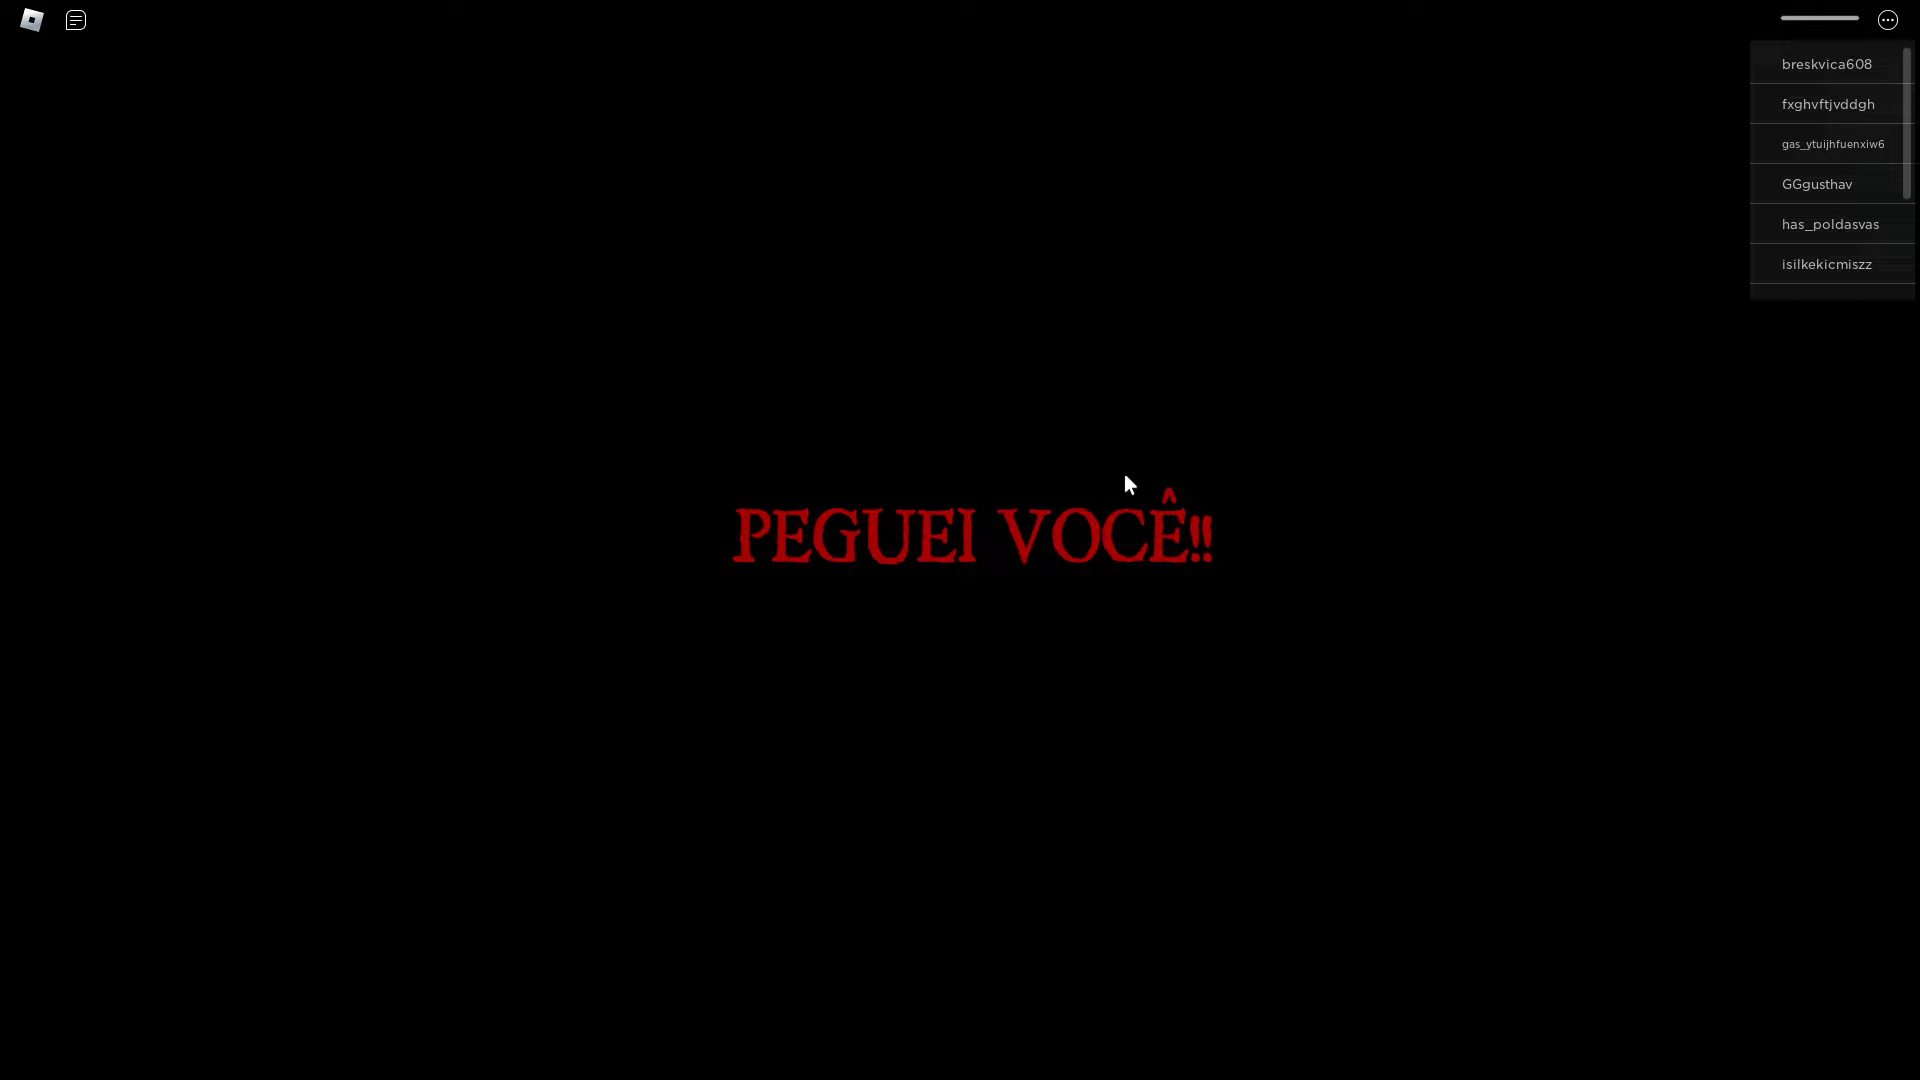 breskvica608
fxghvftjvddgh
gas_ytuijhfuenxiw6
GGgusthav
has_poldasvas
isilkekicmiszz
PEGUEI VOCÊ!!